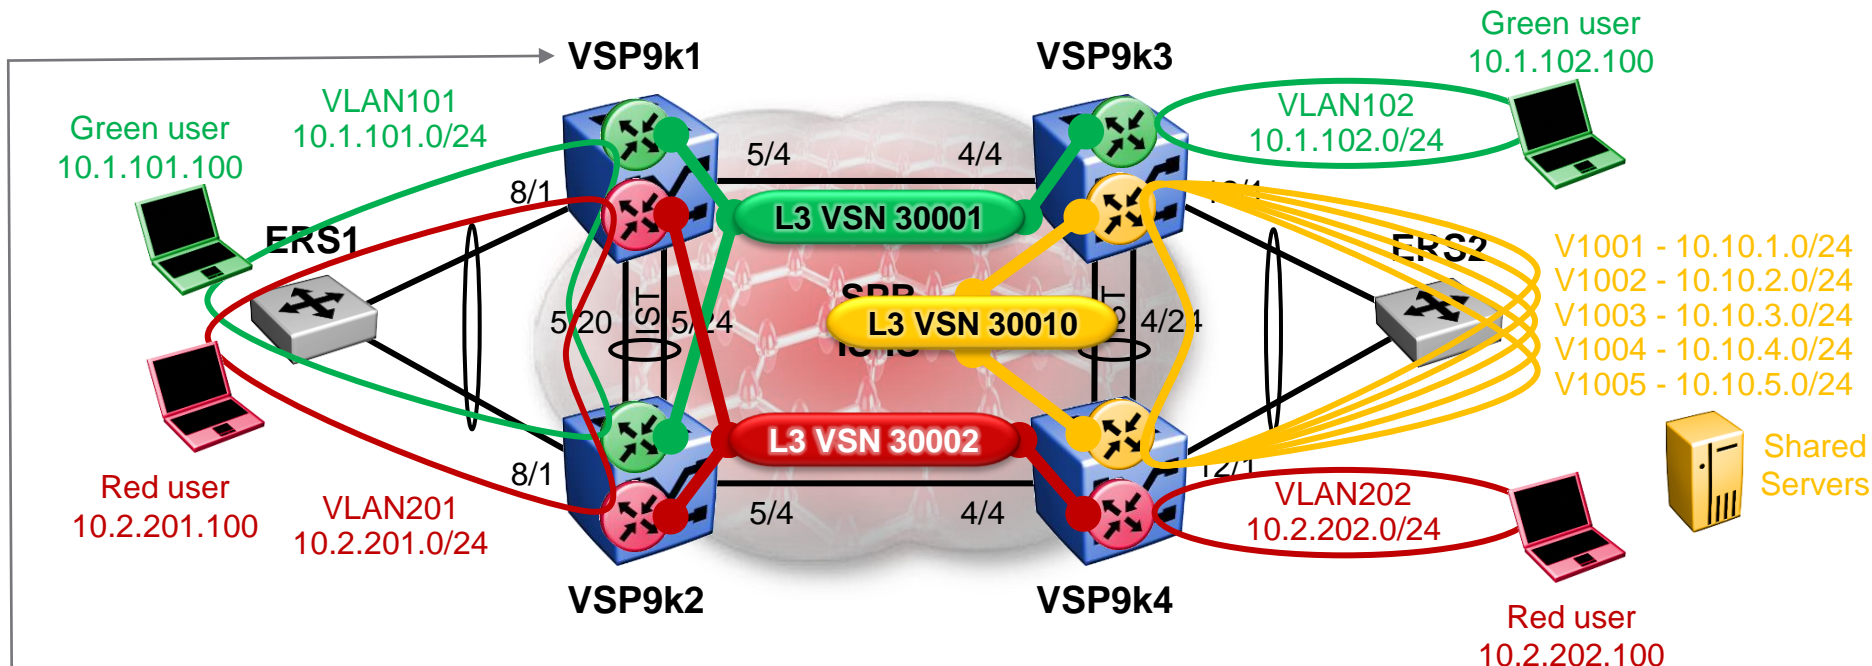 Green user
10.1.102.100
VSP9k1
VSP9k3
VLAN101
10.1.101.0/24
VLAN102
10.1.102.0/24
Green user
10.1.101.100
5/4
4/4
8/1
L3 VSN 30001
ERS1
ERS2
V1001 - 10.10.1.0/24
V1002 - 10.10.2.0/24
V1003 - 10.10.3.0/24
V1004 - 10.10.4.0/24
V1005 - 10.10.5.0/24
5/20
IST
5/24
L3 VSN 30010
4/24
L3 VSN 30002
Shared
Servers
8/1
12/1
Red user
10.2.201.100
VLAN201
10.2.201.0/24
5/4
4/4
VLAN202
10.2.202.0/24
VSP9k2
VSP9k4
Red user
10.2.202.100